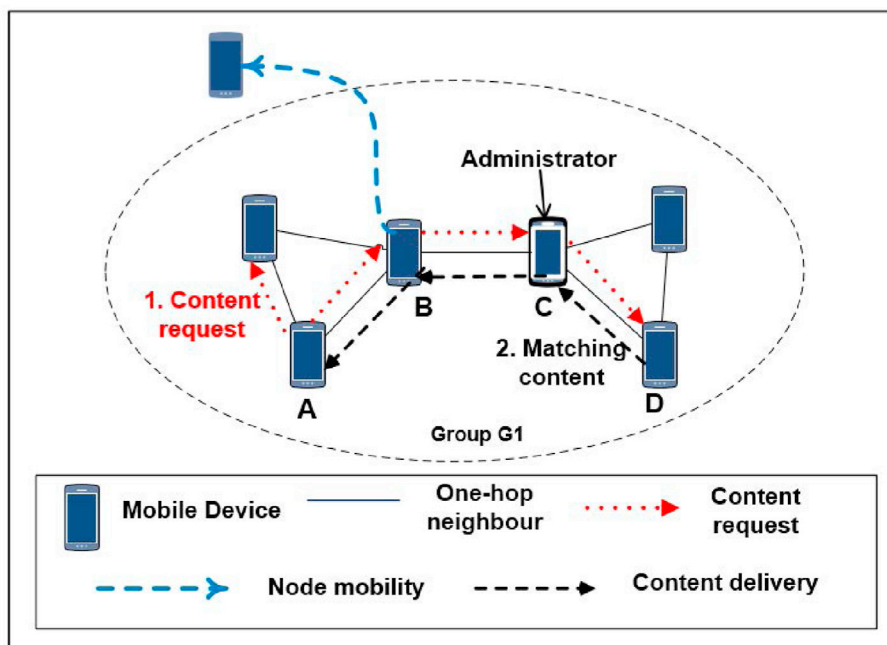 Administrator
1. Content
request
B
C
2. Matching
content
A
D
Group G1
Mobile Device
One-hop
neighbour
Content
request
Node mobility
Content delivery